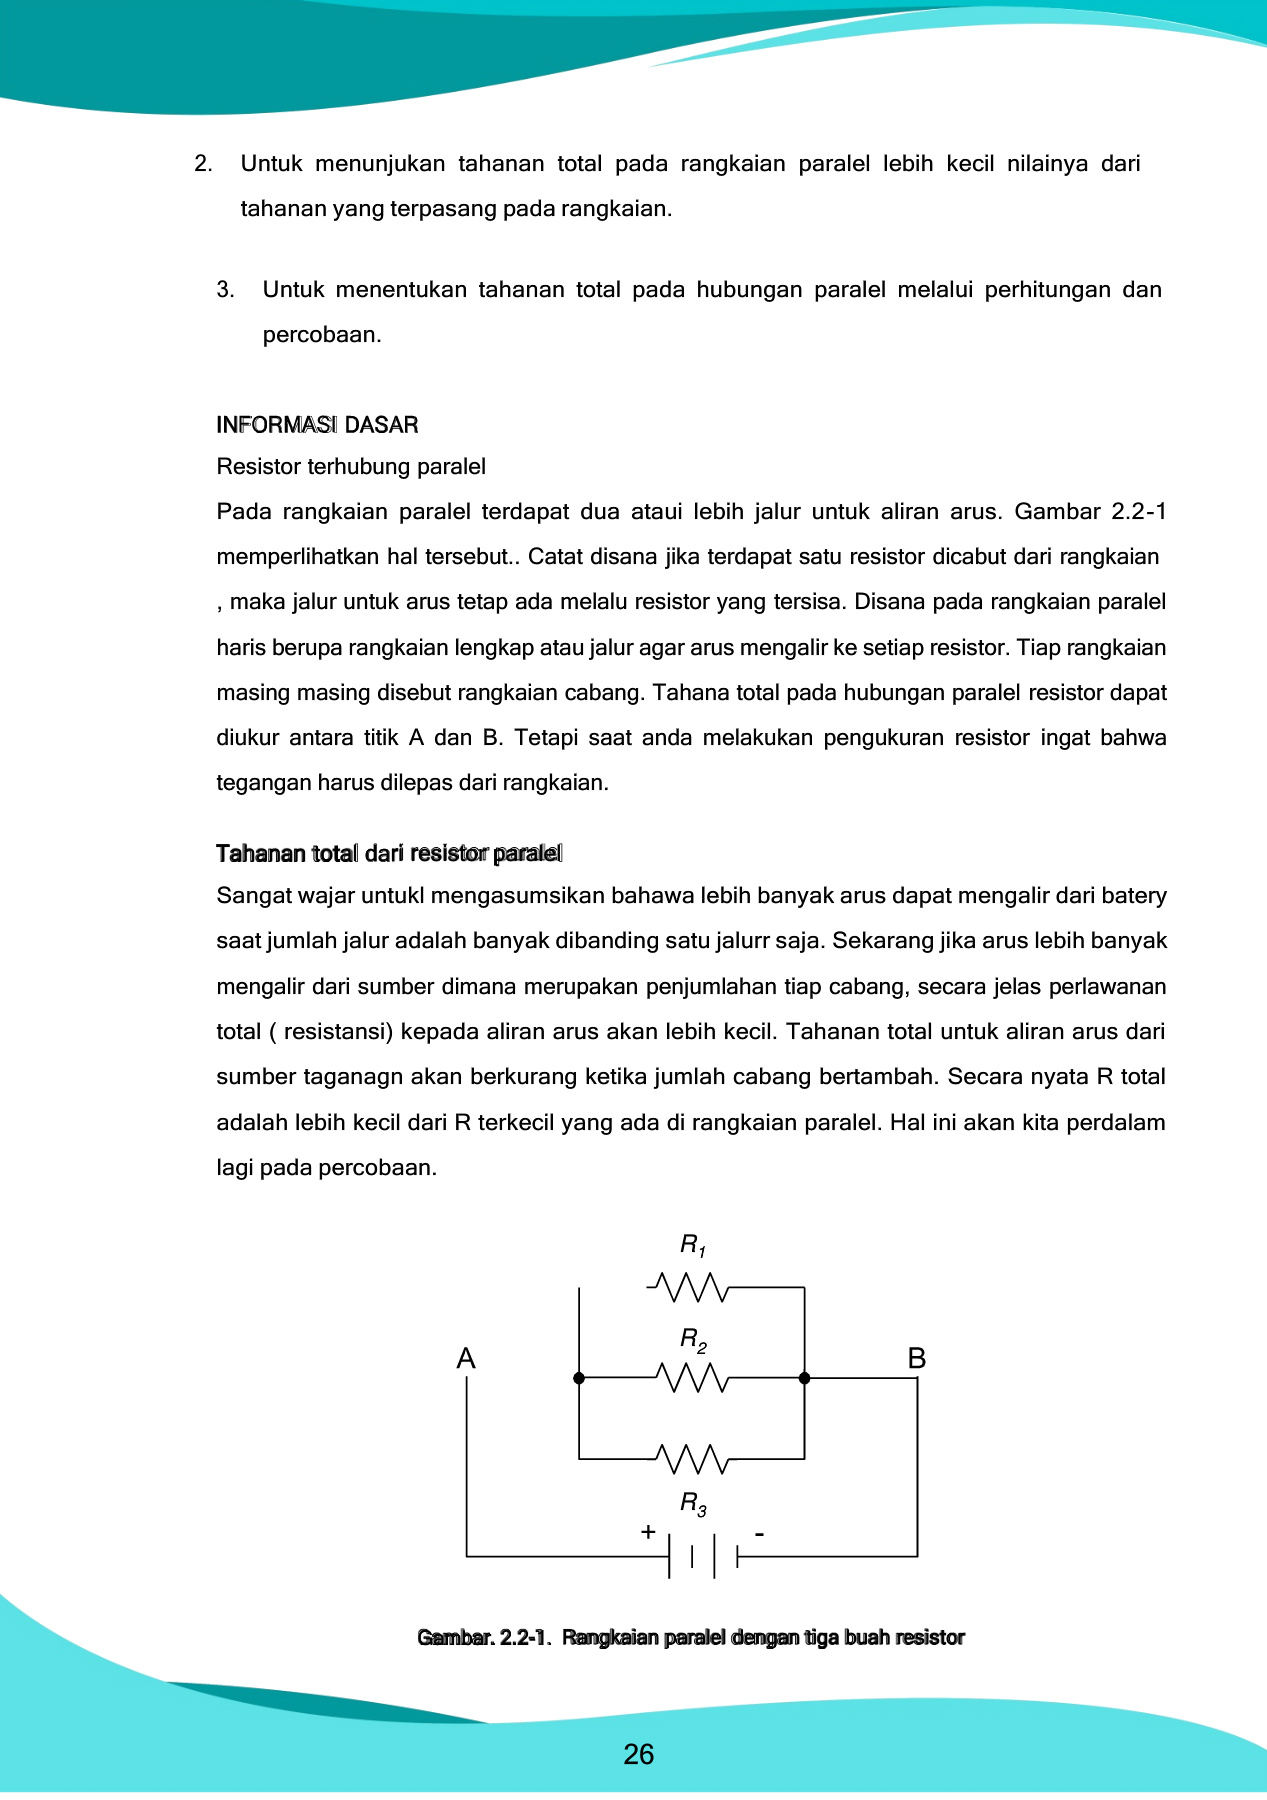 2. Untuk menunjukan tahanan total pada rangkaian paralel lebih kecil nilainya dari
tahanan yang terpasang pada rangkaian.
3. Untuk menentukan tahanan total pada hubungan paralel melalui perhitungan dan
percobaan.
INFORMASI DASAR
Resistor terhubung paralel
Pada rangkaian paralel terdapat dua ataui lebih jalur untuk aliran arus. Gambar 2.2-1
memperlihatkan hal tersebut.. Catat disana jika terdapat satu resistor dicabut dari rangkaian
, maka jalur untuk arus tetap ada melalu resistor yang tersisa. Disana pada rangkaian paralel
haris berupa rangkaian lengkap atau jalur agar arus mengalir ke setiap resistor. Tiap rangkaian
masing masing disebut rangkaian cabang. Tahana total pada hubungan paralel resistor dapat
diukur antara titik A dan B. Tetapi saat anda melakukan pengukuran resistor ingat bahwa
tegangan harus dilepas dari rangkaian.
Tahanan total dari resistor paralel
Sangat wajar untukl mengasumsikan bahawa lebih banyak arus dapat mengalir dari batery
saat jumlah jalur adalah banyak dibanding satu jalurr saja. Sekarang jika arus lebih banyak
mengalir dari sumber dimana merupakan penjumlahan tiap cabang, secara jelas perlawanan
total ( resistansi) kepada aliran arus akan lebih kecil. Tahanan total untuk aliran arus dari
sumber taganagn akan berkurang ketika jumlah cabang bertambah. Secara nyata R total
adalah lebih kecil dari R terkecil yang ada di rangkaian paralel. Hal ini akan kita perdalam
lagi pada percobaan.
R1
R2
A B
R3
+ -
Gambar. 2.2-1. Rangkaian paralel dengan tiga buah resistor
26